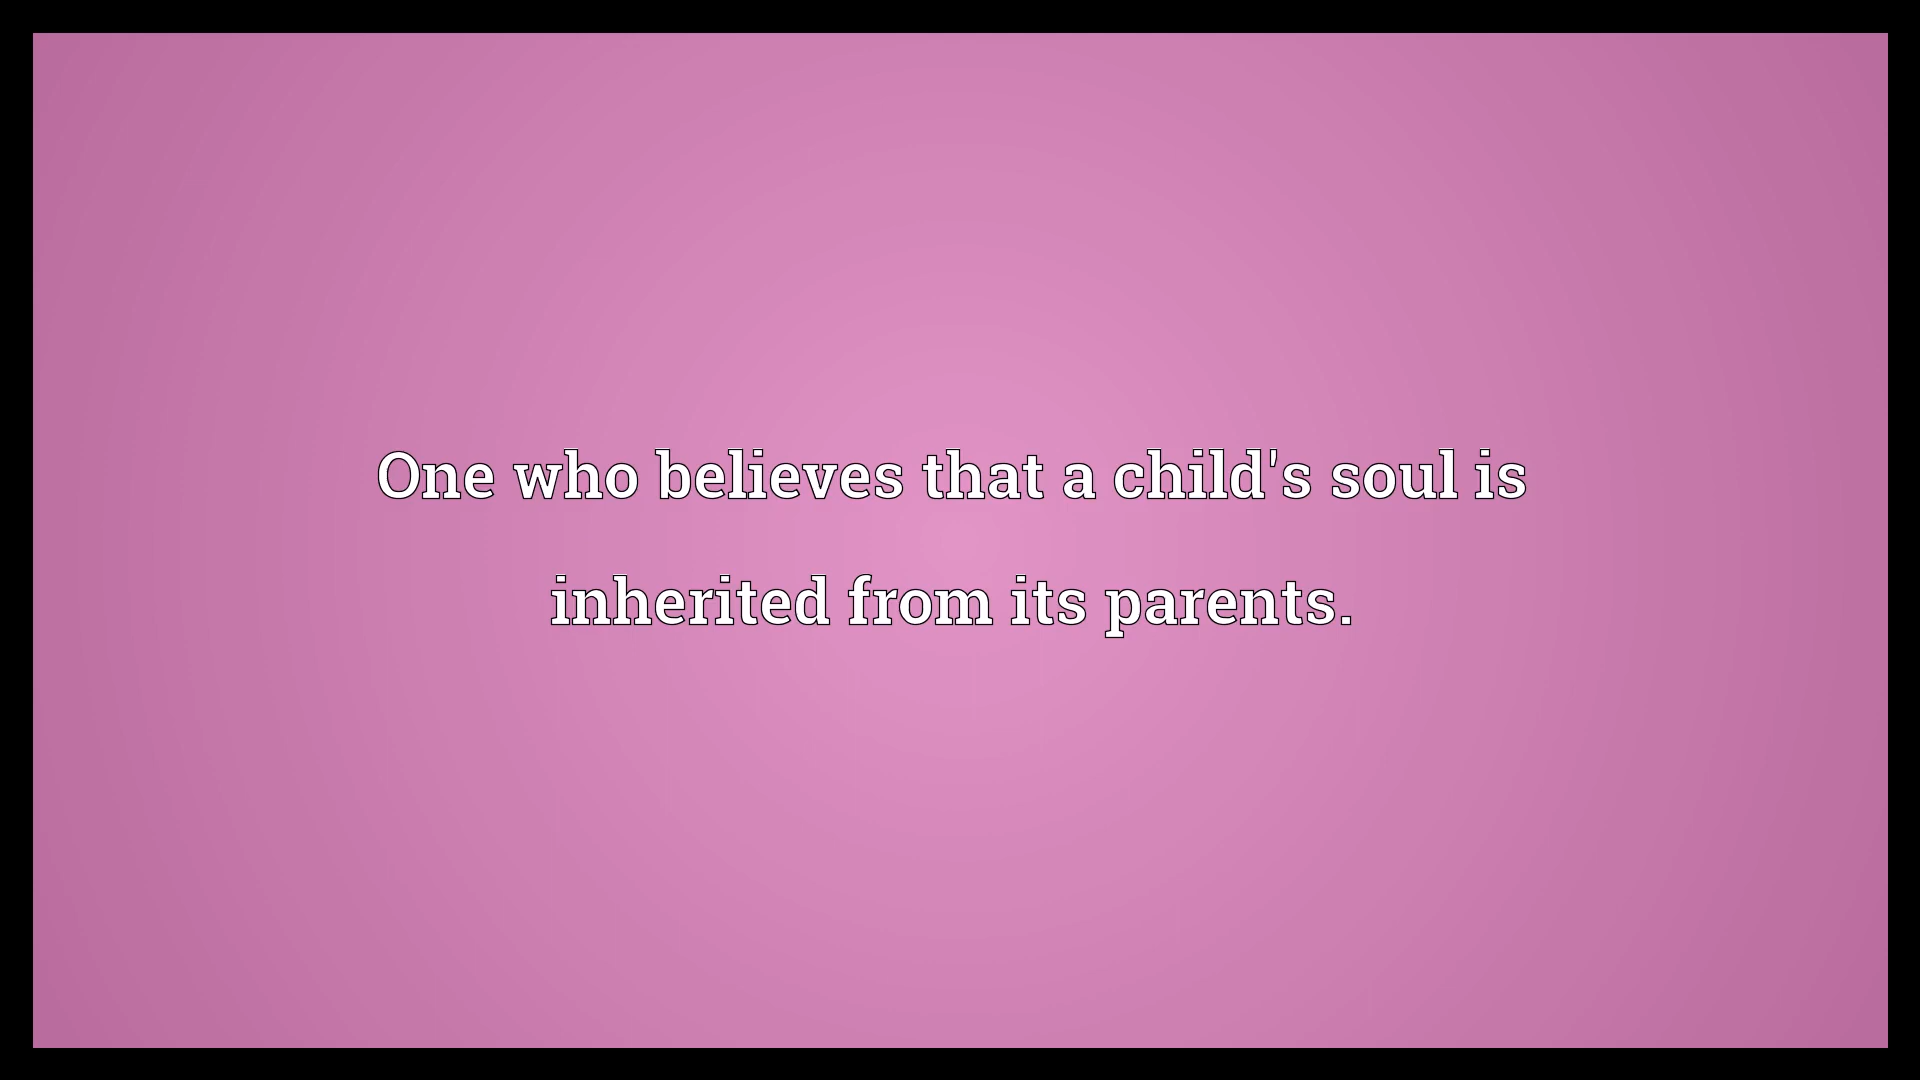 One who believes that a child's soul is
inherited from its parents.